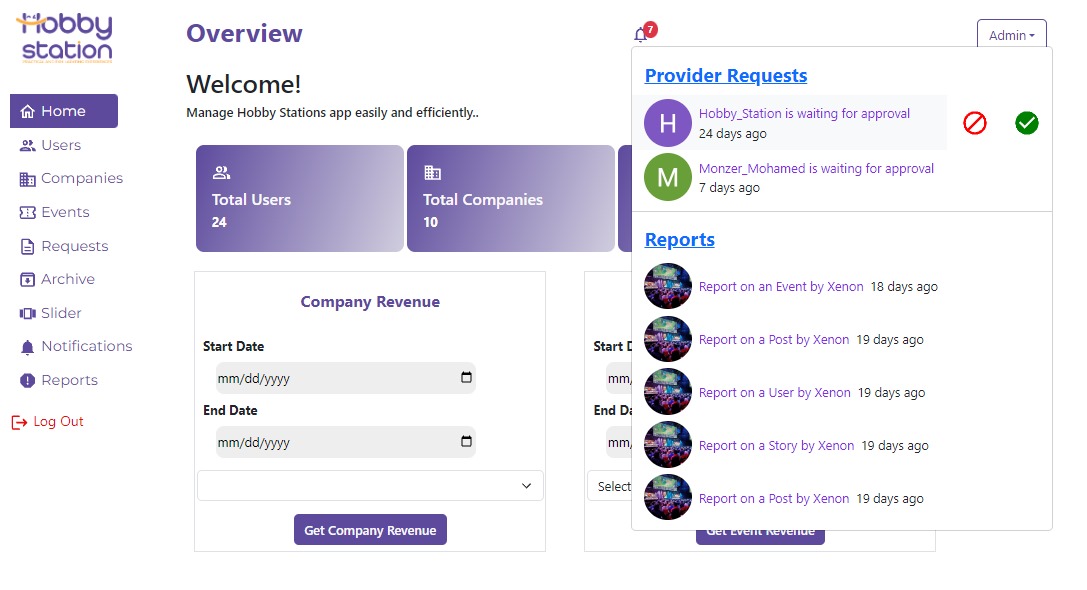 Hobby
station
Home
Users
Companies
Events
Requests
Archive
Slider
Notifications
Reports
Log Out
Overview
7
Admin
Welcome!
Manage Hobby Stations app easily and efficiently..
Total Users
24
Total Companies
10
Company Revenue
Start Date
mm/dd/yyyy
End Date
mm/dd/yyyy
Get Company Revenue
Start D
mm/
End Da
mm/
Select
Get Event Revenue
Provider Requests
H
Hobby_Station is waiting for approval
24 days ago
M
Monzer_Mohamed is waiting for approval
7 days ago
Reports
Report on an Event by Xenon 18 days ago
Report on a Post by Xenon 19 days ago
Report on a User by Xenon 19 days ago
Report on a Story by Xenon 19 days ago
Report on a Post by Xenon 19 days ago